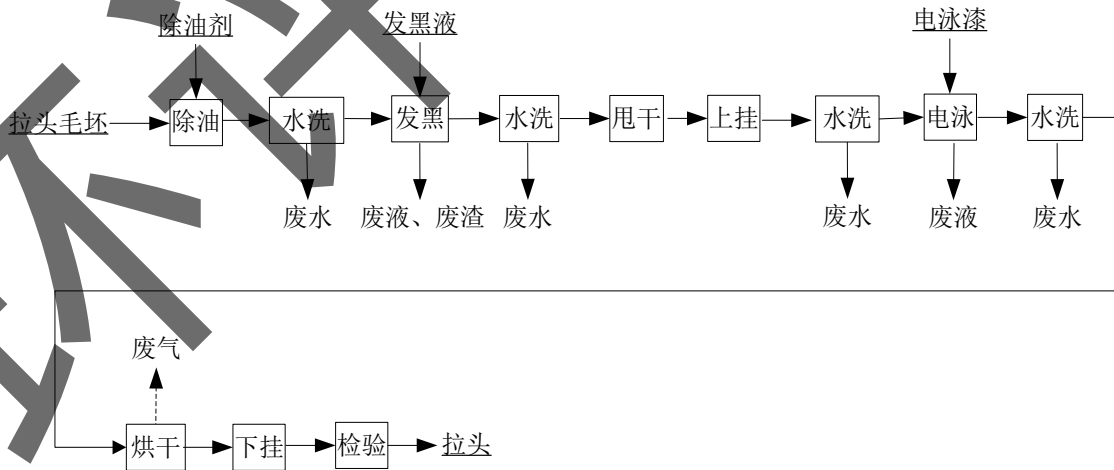 除油剂 发黑液 电泳漆
拉头毛坯 除油 水洗 发黑 水洗 甩干 上挂 水洗 电泳 水洗
废水 废液、废渣 废水 废水 废液 废水
废气
烘干 下挂 检验 拉头